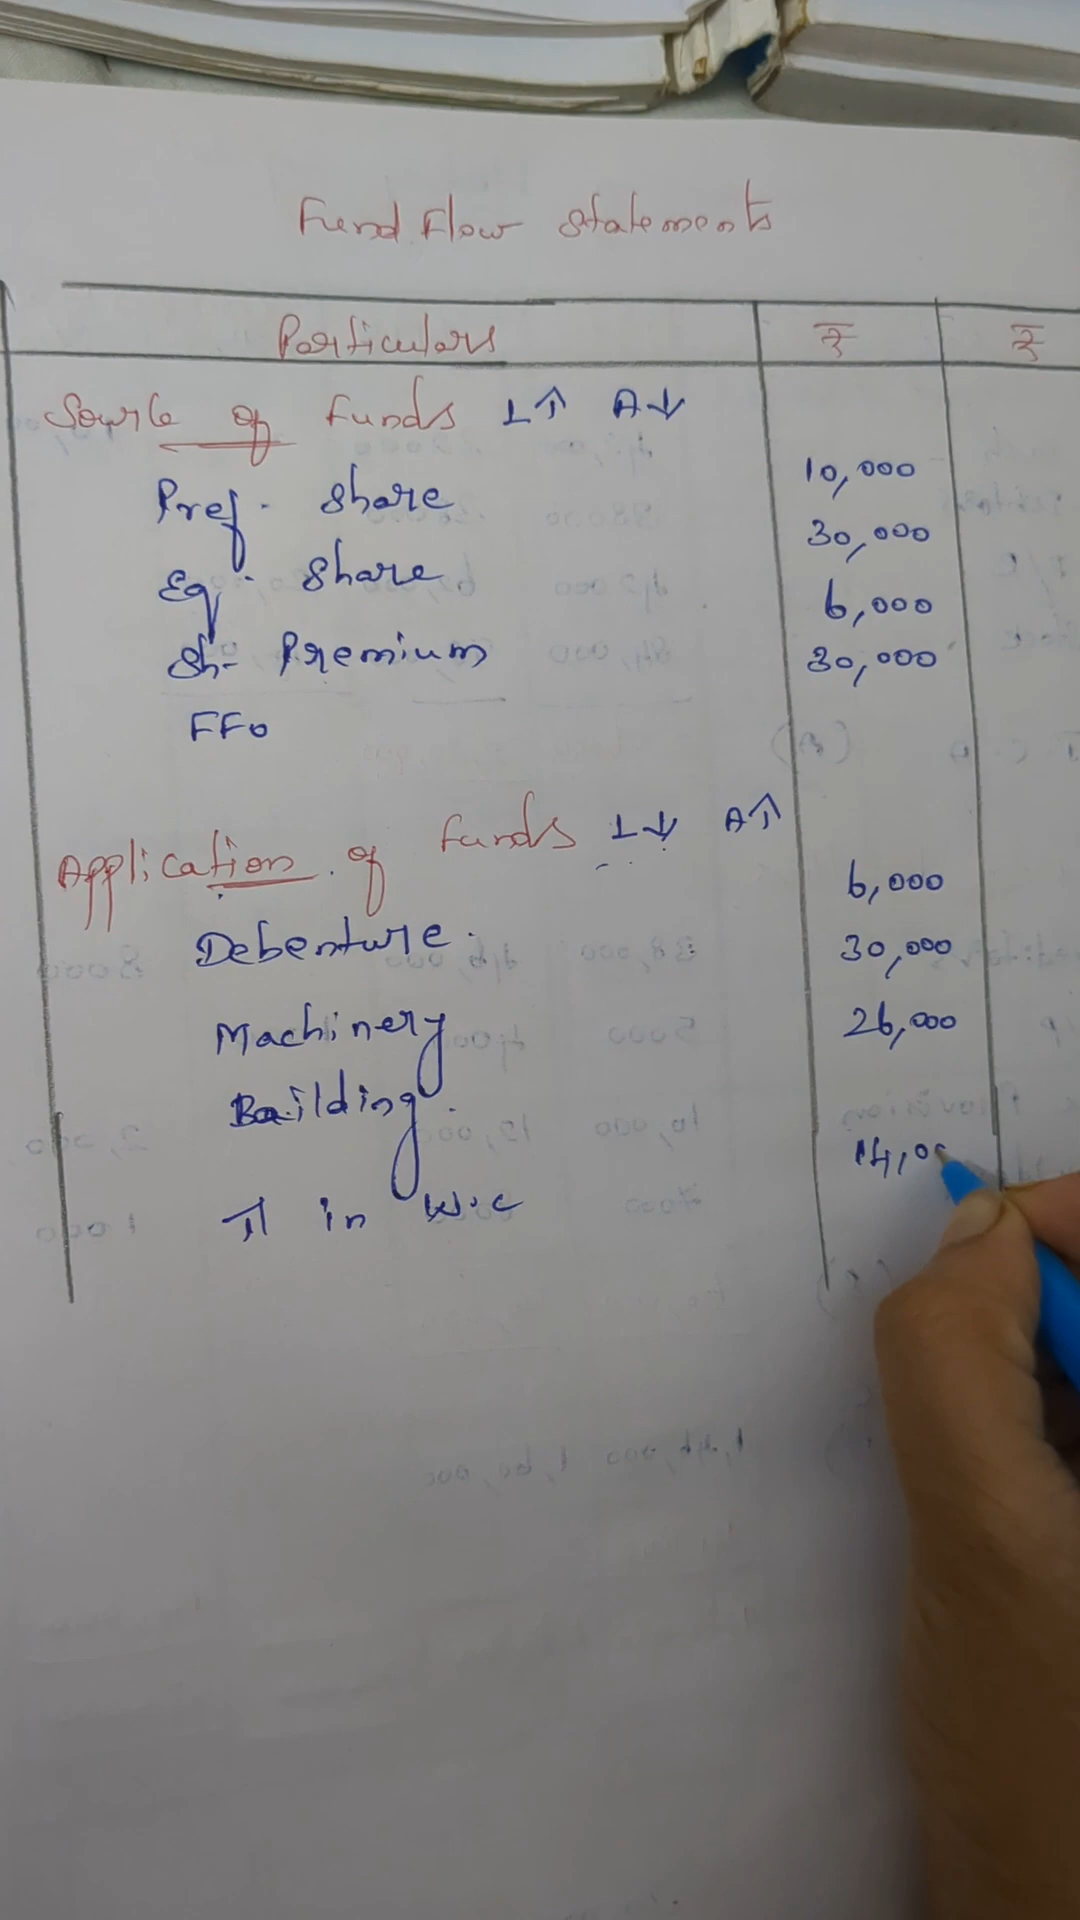 Fund Flow Statements
Particulars ₹ ₹
Source of Funds L↑ A↓
Pref. Share 10,000
Eq. Share 30,000
Sh- Premium 6,000
FFO 30,000
Application of Funds L↓ A↑
Debenture. 6,000
Machinery 30,000
Building. 26,000
↑ in W.C 14,00